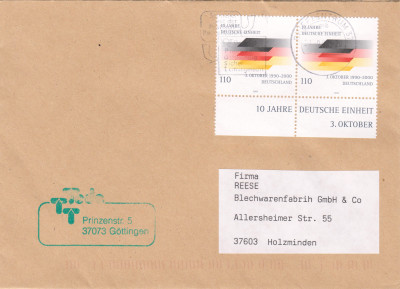 10 JAHRE
DEUTSCHE EINHEIT
3. OKTOBER 1990-2000
DEUTSCHLAND
110
10 JAHRE
DEUTSCHE EINHEIT
3. OKTOBER 1990-2000
DEUTSCHLAND
110
10 JAHRE DEUTSCHE EINHEIT
3. OKTOBER
Firma
REESE
Blechwarenfabrik GmbH & Co
Allersheimer Str. 55
37603 Holzminden
Prinzenstr. 5
37073 Göttingen